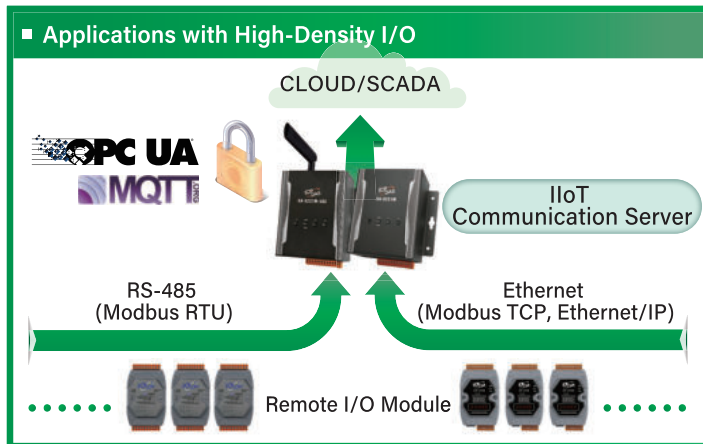 Applications with High-Density I/O
CLOUD/SCADA
OPC UA
MQTT.ORG
IIoT
Communication Server
RS-485
(Modbus RTU)
Ethernet
(Modbus TCP, Ethernet/IP)
Remote I/O Module